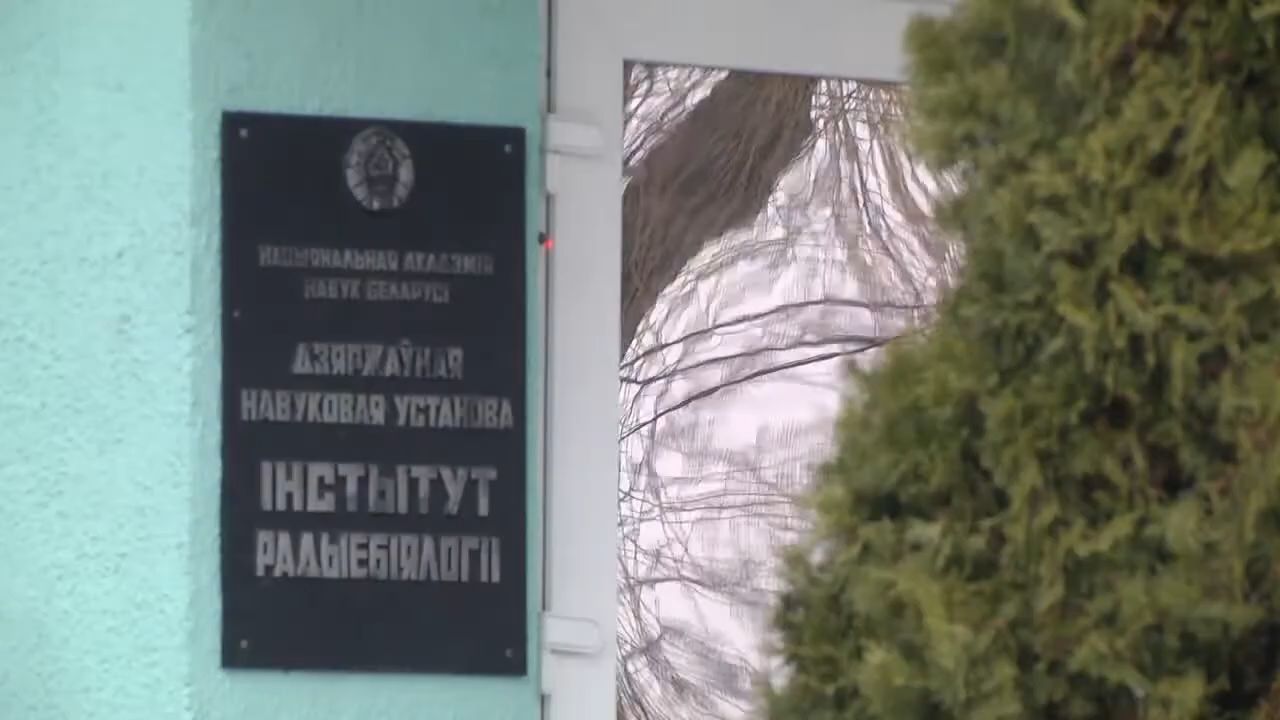 НАЦЫЯНАЛЬНАЯ АКАДЭМІЯ
НАВУК БЕЛАРУСІ
ДЗЯРЖАЎНАЯ
НАВУКОВАЯ УСТАНОВА
ІНСТЫТУТ
РАДЫЕБІЯЛОГІІ